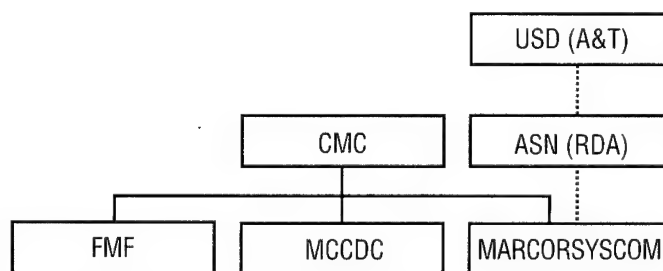 USD (A&T)
CMC
ASN (RDA)
FMF
MCCDC
MARCORSYSCOM